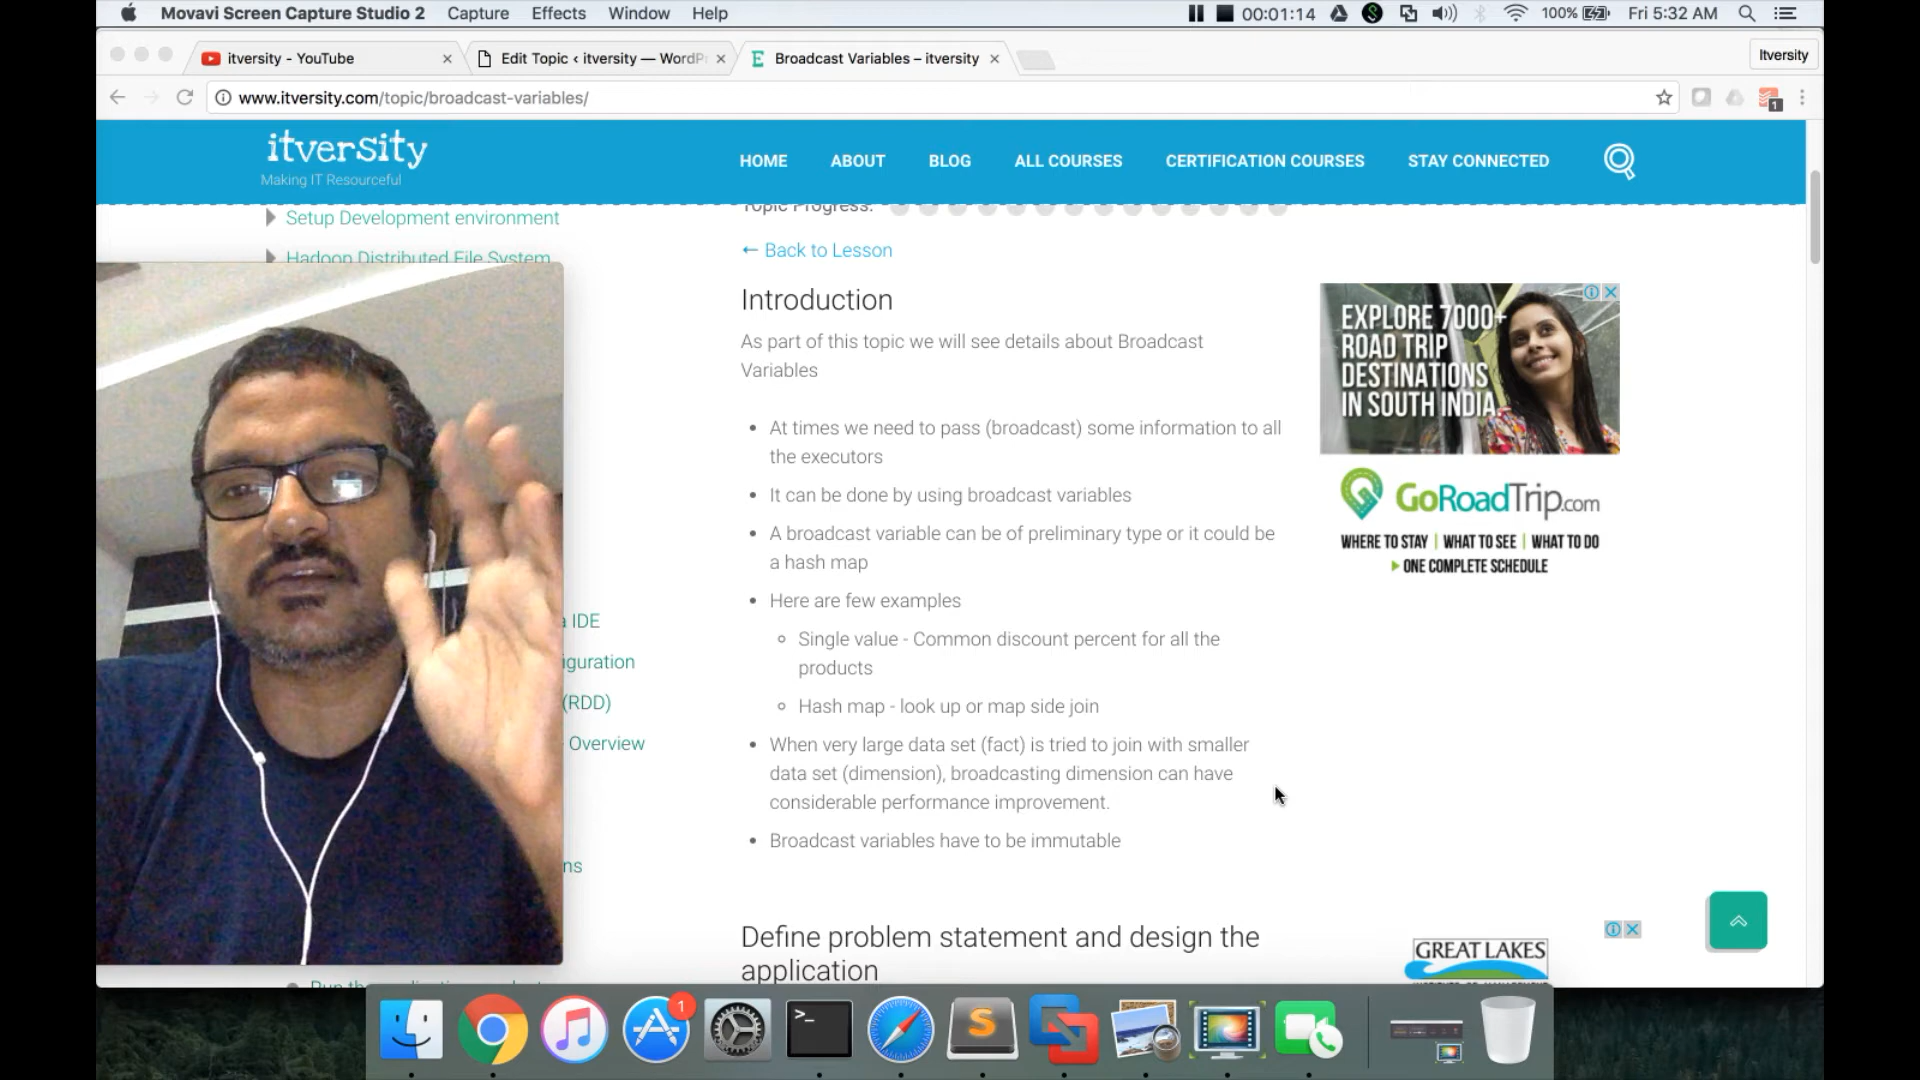 Movavi Screen Capture Studio 2 Capture Effects Window Help 00:01:14 S 100% Fri 5:32 AM
itversity - YouTube Edit Topic ‹ itversity — WordPr Broadcast Variables – itversity Itversity
www.itversity.com/topic/broadcast-variables/ 1
itversity
Making IT Resourceful
HOME ABOUT BLOG ALL COURSES CERTIFICATION COURSES STAY CONNECTED
Topic Progress:
Setup Development environment
Hadoop Distributed File System
← Back to Lesson
Introduction
As part of this topic we will see details about Broadcast
Variables
• At times we need to pass (broadcast) some information to all
the executors
• It can be done by using broadcast variables
• A broadcast variable can be of preliminary type or it could be
a hash map
• Here are few examples
Single value - Common discount percent for all the
products
Hash map - look up or map side join
• When very large data set (fact) is tried to join with smaller
data set (dimension), broadcasting dimension can have
considerable performance improvement.
• Broadcast variables have to be immutable
Define problem statement and design the
application
a IDE
iguration
(RDD)
Overview
ns
EXPLORE 7000+
ROAD TRIP
DESTINATIONS
IN SOUTH INDIA
GoRoadTrip.com
WHERE TO STAY | WHAT TO SEE | WHAT TO DO
ONE COMPLETE SCHEDULE
GREAT LAKES
1
>_
S